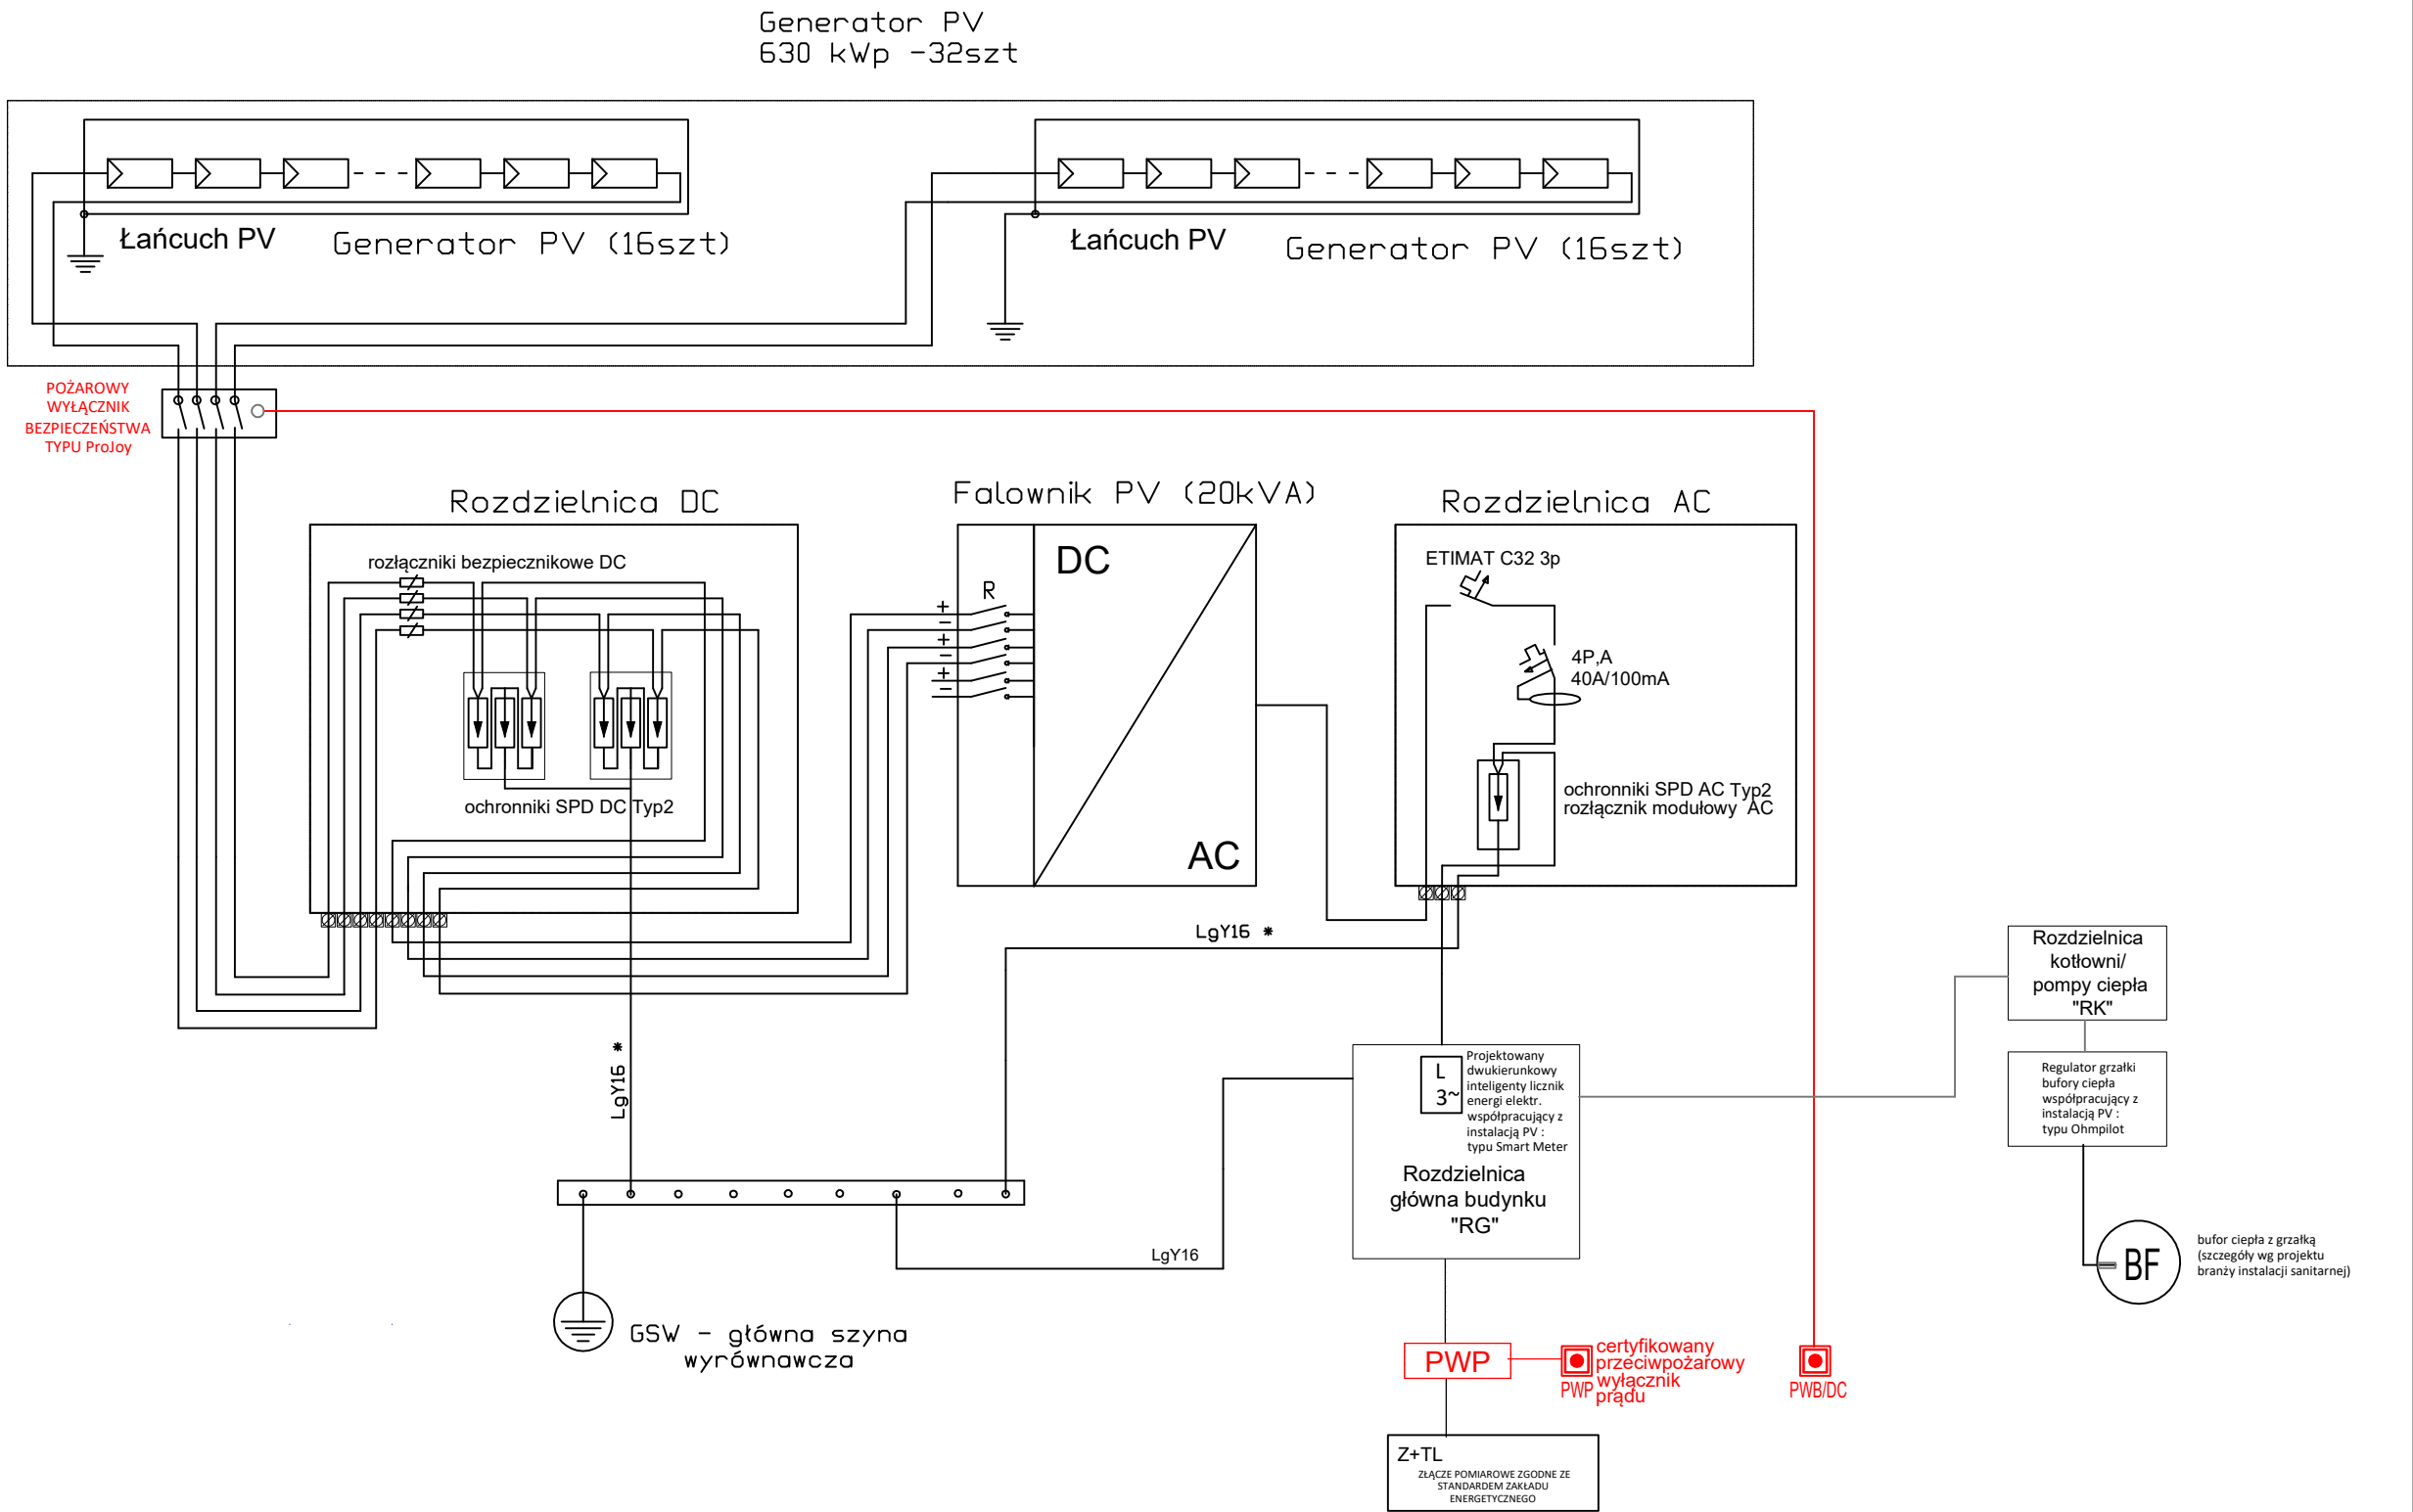 Generator PV
630 kWp -32szt
Łańcuch PV
Generator PV (16szt)
Łańcuch PV
Generator PV (16szt)
POŻAROWY
WYŁĄCZNIK
BEZPIECZEŃSTWA
TYPU ProJoy
Rozdzielnica DC
rozłączniki bezpiecznikowe DC
ochronniki SPD DC Typ2
Falownik PV (20kVA)
R
DC
AC
+
-
+
-
+
-
Rozdzielnica AC
ETIMAT C32 3p
4P,A
40A/100mA
ochronniki SPD AC Typ2
rozłącznik modułowy AC
LgY16 *
LgY16 *
LgY16
L
3~
Projektowany
dwukierunkowy
inteligenty licznik
energi elektr.
współpracujący z
instalacją PV :
typu Smart Meter
Rozdzielnica
główna budynku
"RG"
Rozdzielnica
kotłowni/
pompy ciepła
"RK"
Regulator grzałki
bufory ciepła
współpracujący z
instalacją PV :
typu Ohmpilot
BF
bufor ciepła z grzałką
(szczegóły wg projektu
branży instalacji sanitarnej)
GSW - główna szyna
wyrównawcza
PWP
PWP
certyfikowany
przeciwpożarowy
wyłącznik
prądu
PWB/DC
Z+TL
ZŁĄCZE POMIAROWE ZGODNE ZE
STANDARDEM ZAKŁADU
ENERGETYCZNEGO